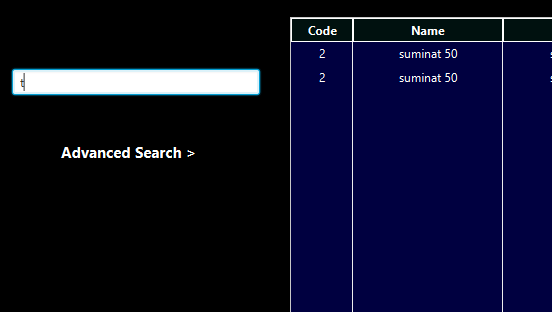 t
Advanced Search >
Code Name
2 suminat 50
2 suminat 50